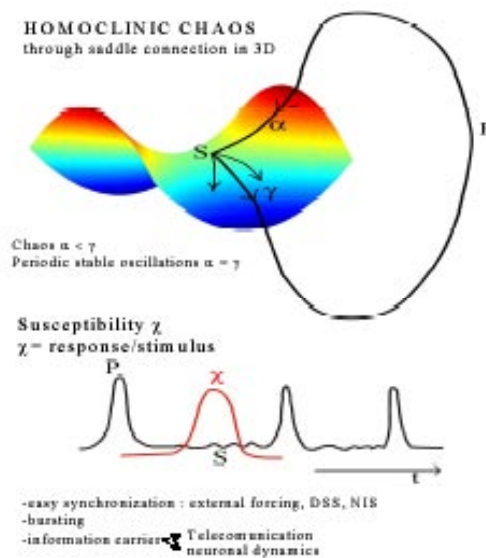 HOMOCLINIC CHAOS
through saddle connection in 3D
α
S
γ
Chaos α < γ
Periodic stable oscillations α = γ
Susceptibility χ
χ = response/stimulus
P
χ
S
t
-easy synchronization : external forcing, DSS, NIS
-bursting
-information carrier Telecommunication
neuronal dynamics